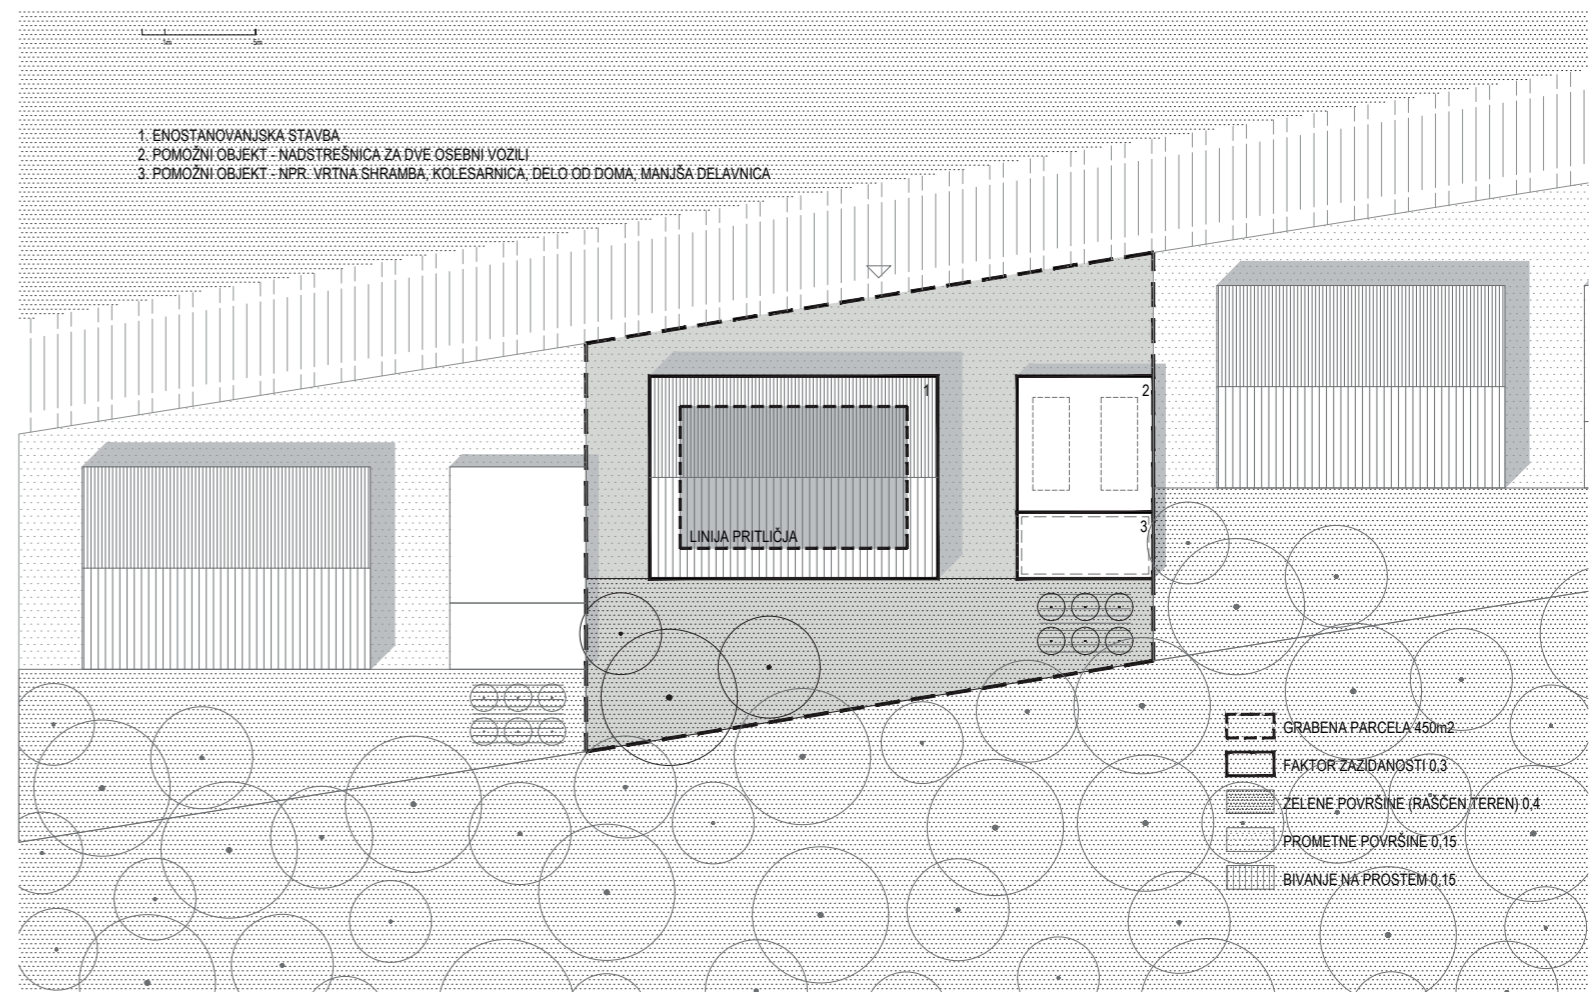 1m 5m
1. ENOSTANOVANJSKA STAVBA
2. POMOŽNI OBJEKT - NADSTREŠNICA ZA DVE OSEBNI VOZILI
3. POMOŽNI OBJEKT - NPR. VRTNA SHRAMBA, KOLESARNICA, DELO OD DOMA, MANJŠA DELAVNICA
1
2
3
LINIJA PRITLIČJA
GRABENA PARCELA 450m2
FAKTOR ZAZIDANOSTI 0,3
ZELENE POVRŠINE (RAŠČEN TEREN) 0,4
PROMETNE POVRŠINE 0,15
BIVANJE NA PROSTEM 0,15